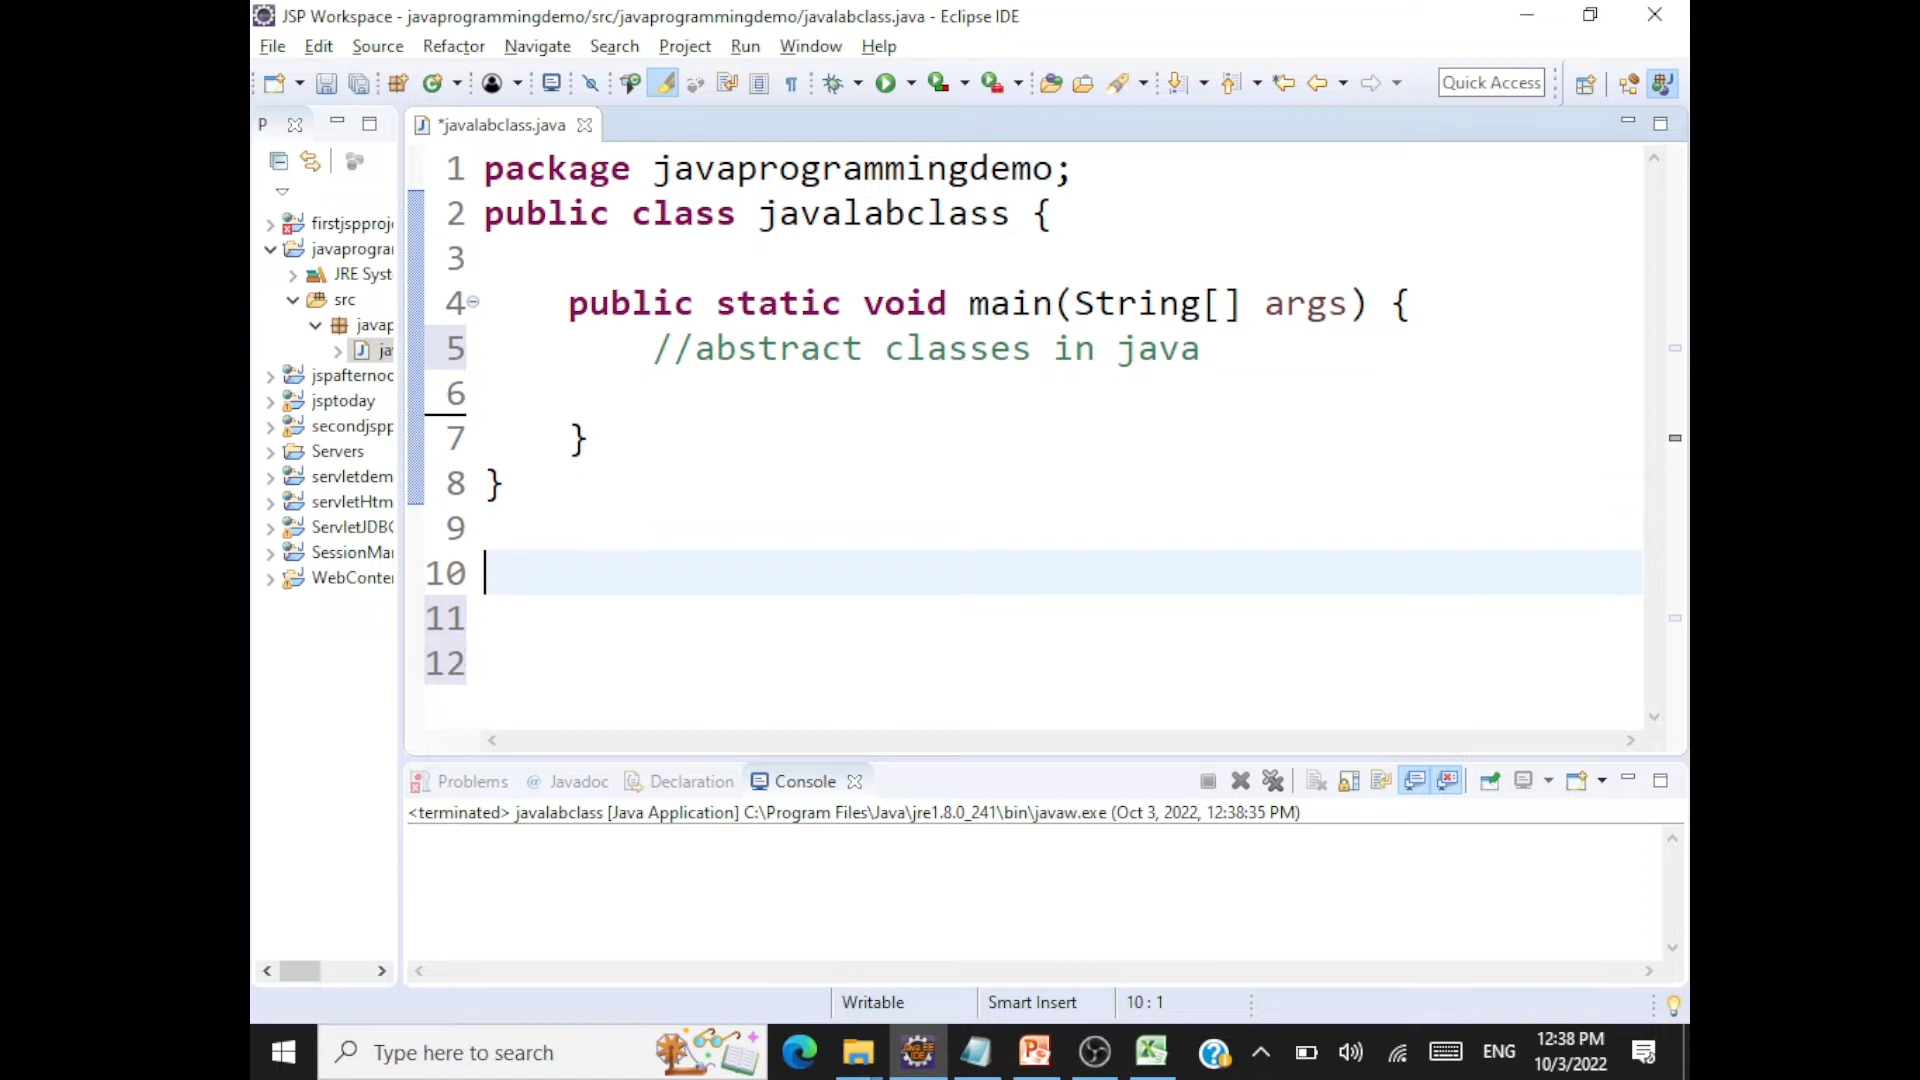 JSP Workspace - javaprogrammingdemo/src/javaprogrammingdemo/javalabclass.java - Eclipse IDE
File Edit Source Refactor Navigate Search Project Run Window Help
Quick Access
P
*javalabclass.java
firstjspproj
javaprogra
JRE Syst
src
javap
ja
jspafternoc
jsptoday
secondjspp
Servers
servletdem
servletHtm
ServletJDBC
SessionMa
WebConte
1 package javaprogrammingdemo;
2 public class javalabclass {
3
4 public static void main(String[] args) {
5 //abstract classes in java
6
7 }
8 }
9
10
11
12
Problems @ Javadoc Declaration Console
<terminated> javalabclass [Java Application] C:\Program Files\Java\jre1.8.0_241\bin\javaw.exe (Oct 3, 2022, 12:38:35 PM)
Writable Smart Insert 10 : 1
Type here to search
ENG
12:38 PM
10/3/2022